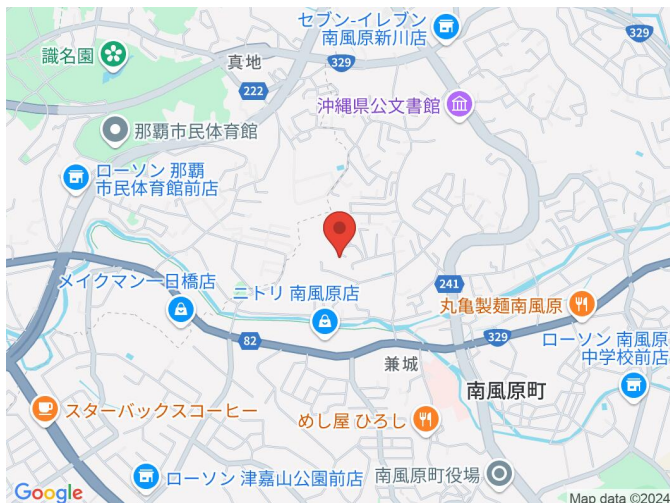 セブン-イレブン
南風原新川店
329
識名園
真地
329
222
沖縄県公文書館
那覇市民体育館
ローソン 那覇
市民体育館前店
メイクマン一日橋店
ニトリ 南風原店
241
丸亀製麺南風原
82
329
兼城
ローソン 南風原
中学校前店
南風原町
スターバックスコーヒー
めし屋 ひろし
ローソン 津嘉山公園前店
南風原町役場
Google
Map data ©2024